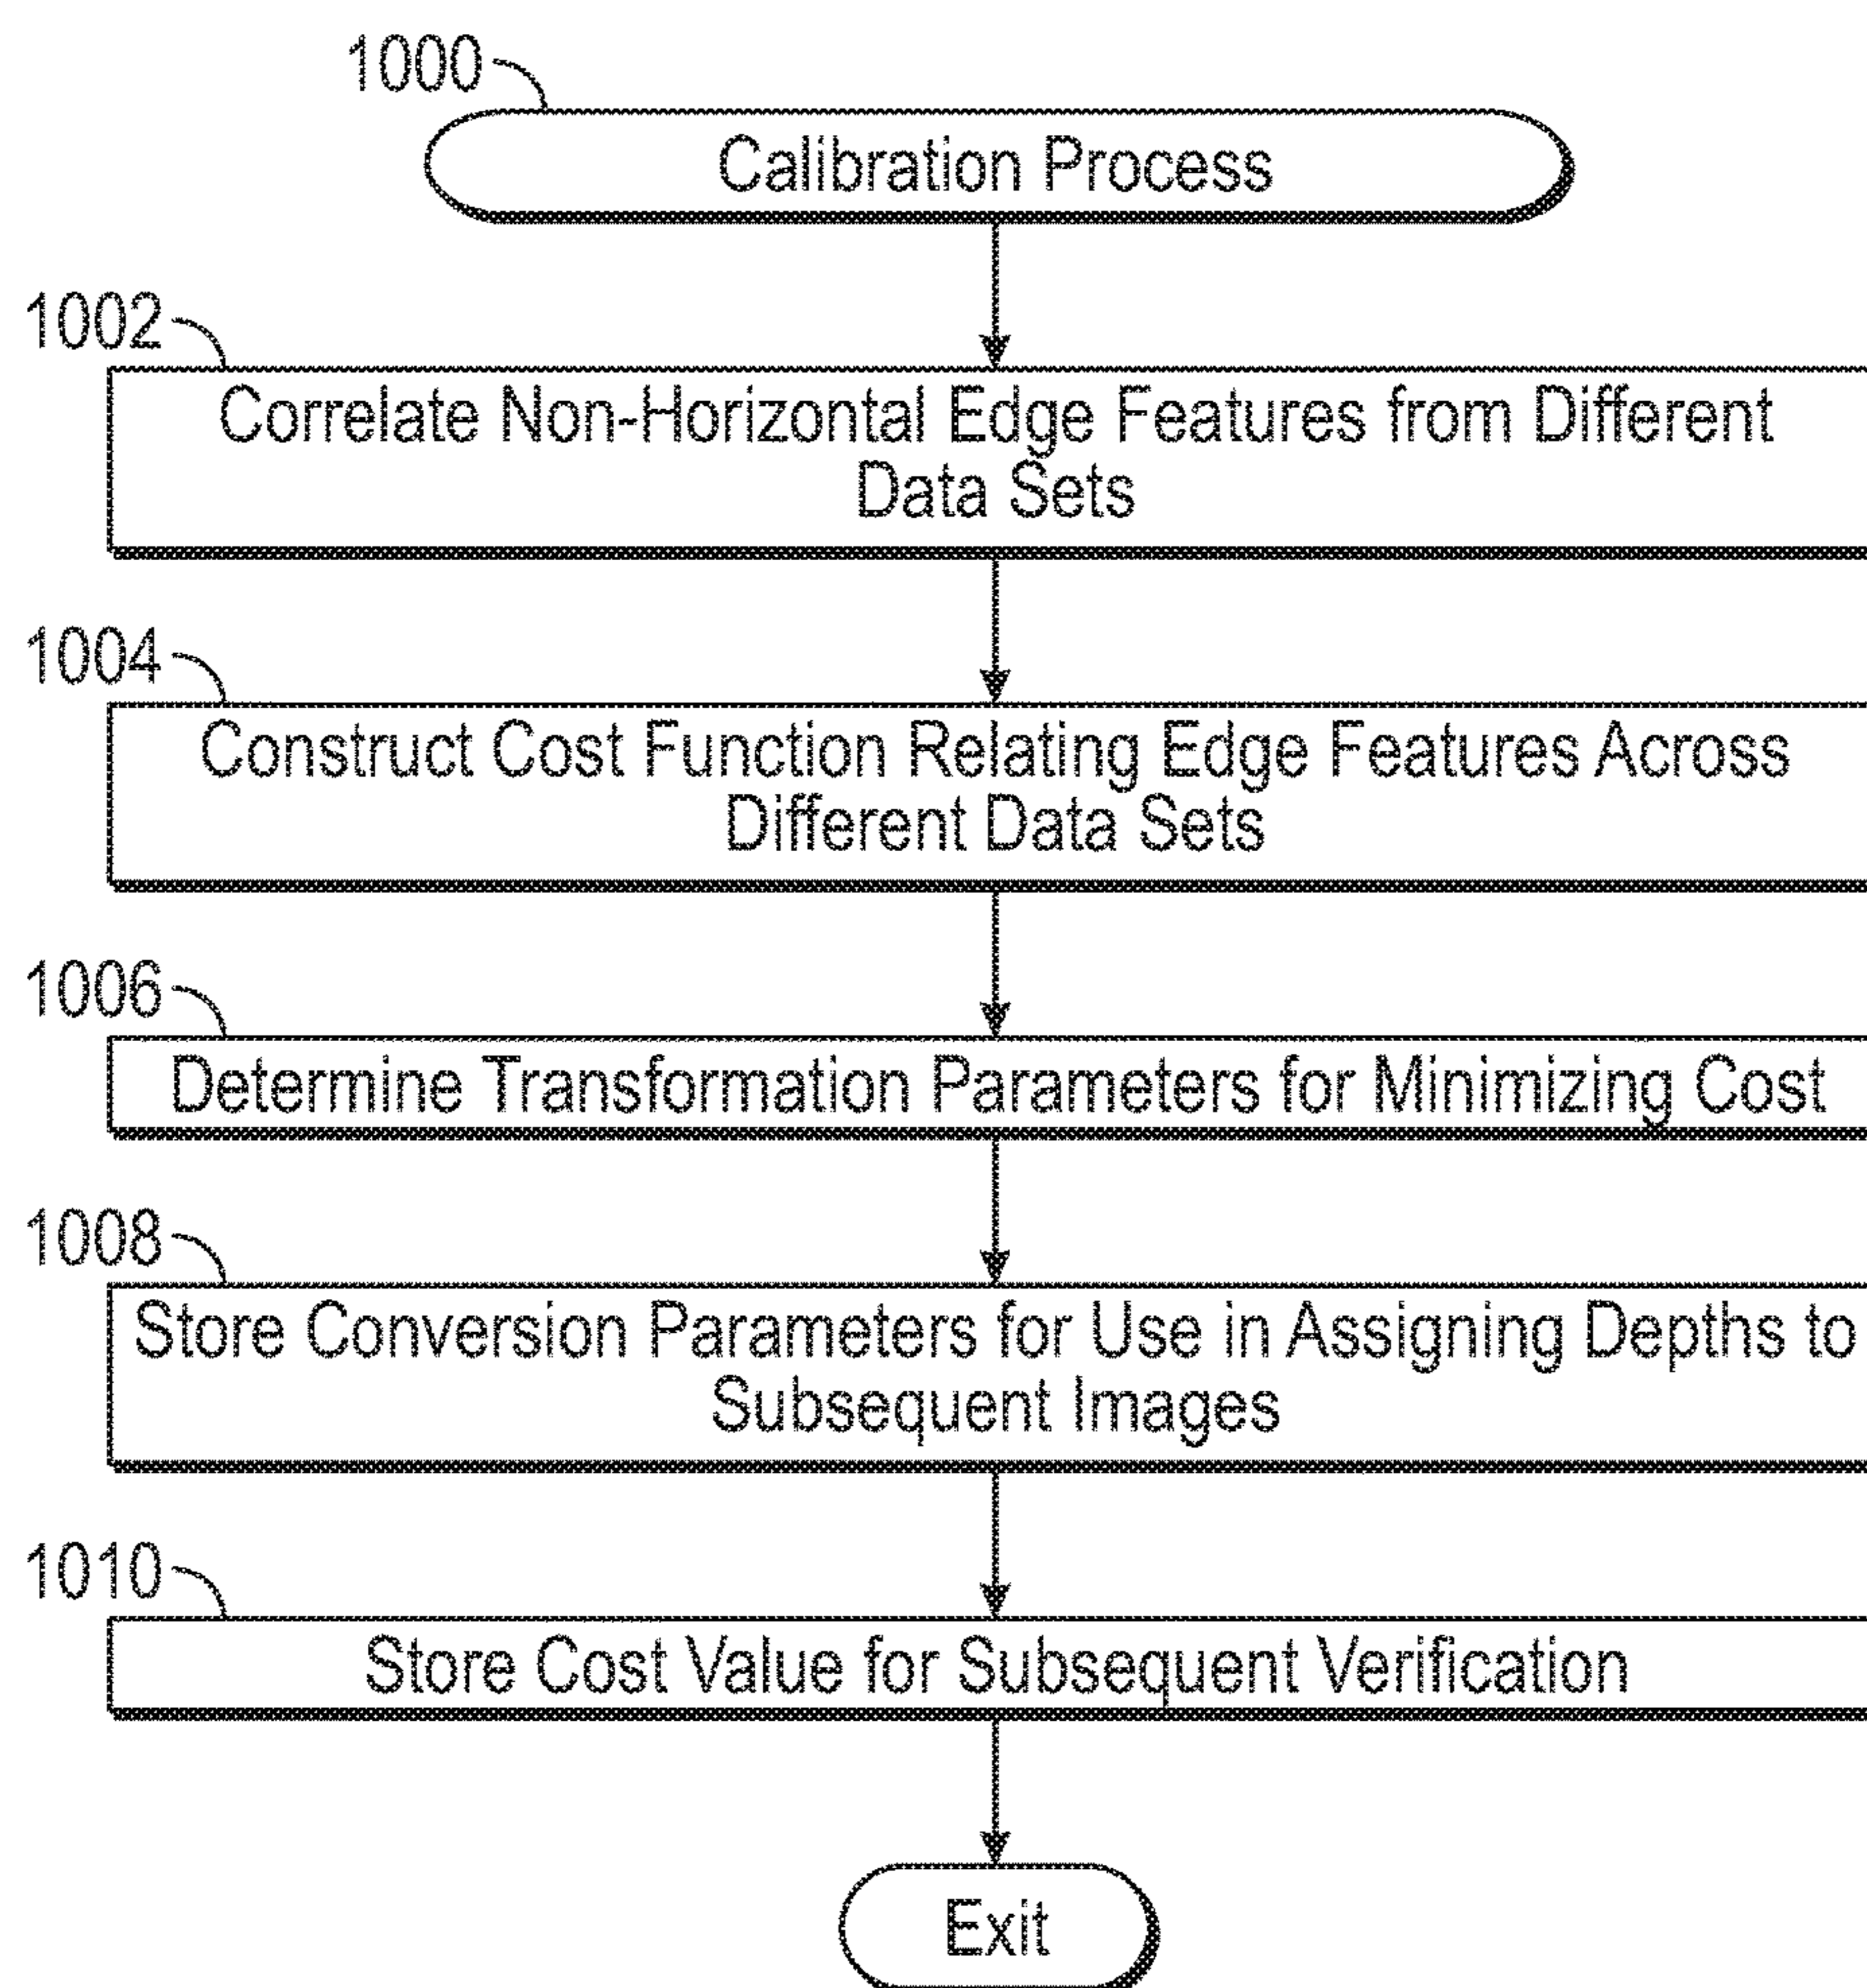 1000
Calibration Process
1002
Correlate Non-Horizontal Edge Features from Different
Data Sets
1004
Construct Cost Function Relating Edge Features Across
Different Data Sets
1006
Determine Transformation Parameters for Minimizing Cost
1008
Store Conversion Parameters for Use in Assigning Depths to
Subsequent Images
1010
Store Cost Value for Subsequent Verification
Exit